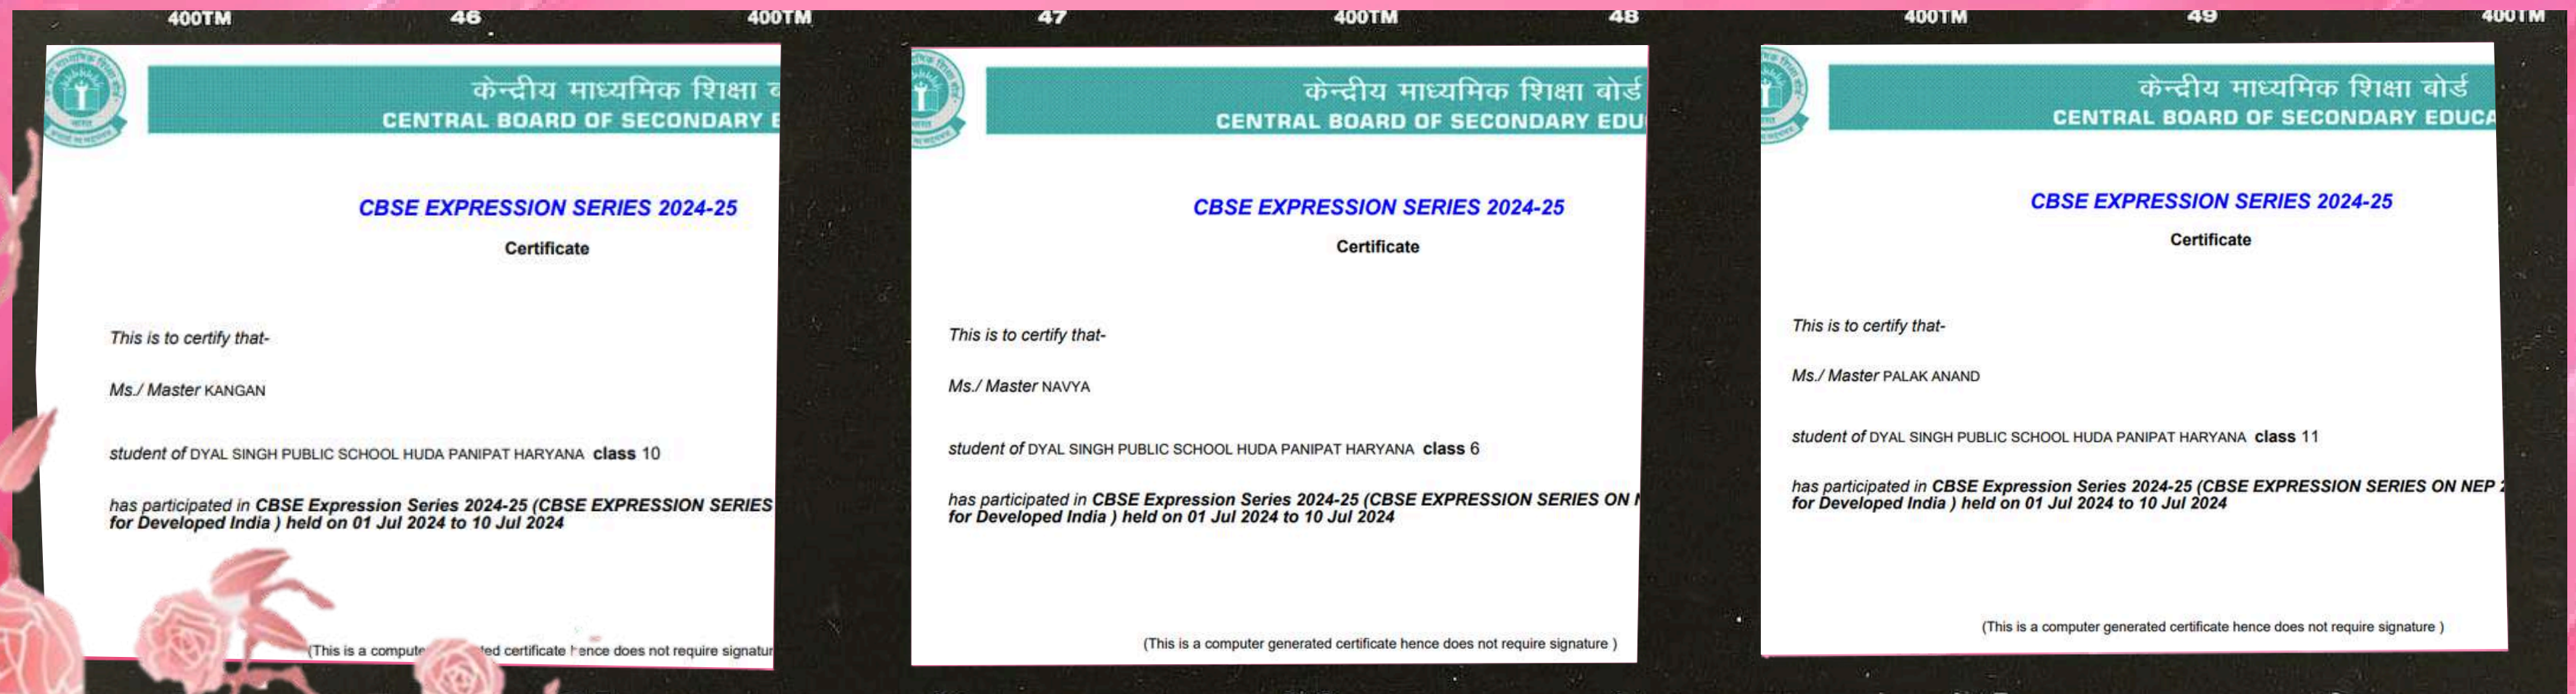 400TM 46 400TM 47 400TM 48 400TM 49 400TM
केन्द्रीय माध्यमिक शिक्षा
CENTRAL BOARD OF SECONDARY E
CBSE EXPRESSION SERIES 2024-25
Certificate
This is to certify that-
Ms./ Master KANGAN
student of DYAL SINGH PUBLIC SCHOOL HUDA PANIPAT HARYANA class 10
has participated in CBSE Expression Series 2024-25 (CBSE EXPRESSION SERIES
for Developed India ) held on 01 Jul 2024 to 10 Jul 2024
(This is a compute ted certificate hence does not require signatur
केन्द्रीय माध्यमिक शिक्षा बोर्ड
CENTRAL BOARD OF SECONDARY EDU
CBSE EXPRESSION SERIES 2024-25
Certificate
This is to certify that-
Ms./ Master NAVYA
student of DYAL SINGH PUBLIC SCHOOL HUDA PANIPAT HARYANA class 6
has participated in CBSE Expression Series 2024-25 (CBSE EXPRESSION SERIES ON
for Developed India ) held on 01 Jul 2024 to 10 Jul 2024
(This is a computer generated certificate hence does not require signature )
केन्द्रीय माध्यमिक शिक्षा बोर्ड
CENTRAL BOARD OF SECONDARY EDUCA
CBSE EXPRESSION SERIES 2024-25
Certificate
This is to certify that-
Ms./ Master PALAK ANAND
student of DYAL SINGH PUBLIC SCHOOL HUDA PANIPAT HARYANA class 11
has participated in CBSE Expression Series 2024-25 (CBSE EXPRESSION SERIES ON NEP
for Developed India ) held on 01 Jul 2024 to 10 Jul 2024
(This is a computer generated certificate hence does not require signature )